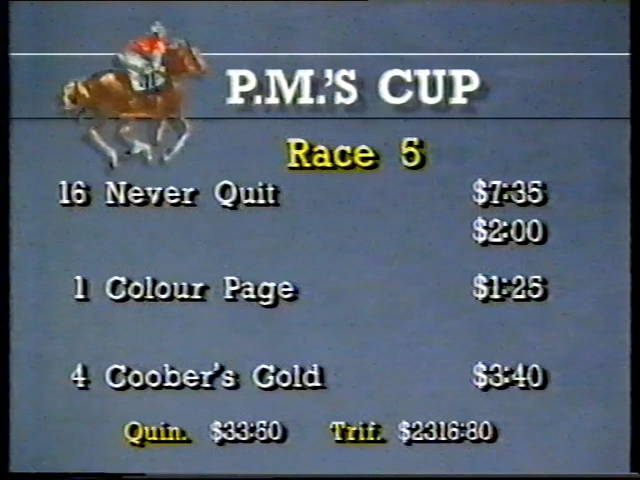 P.M.'S CUP
Race 5
16 Never Quit $7:35
$2:00
1 Colour Page $1:25
4 Coober's Gold $3:40
Quin. $33:50 Trif. $2316:80